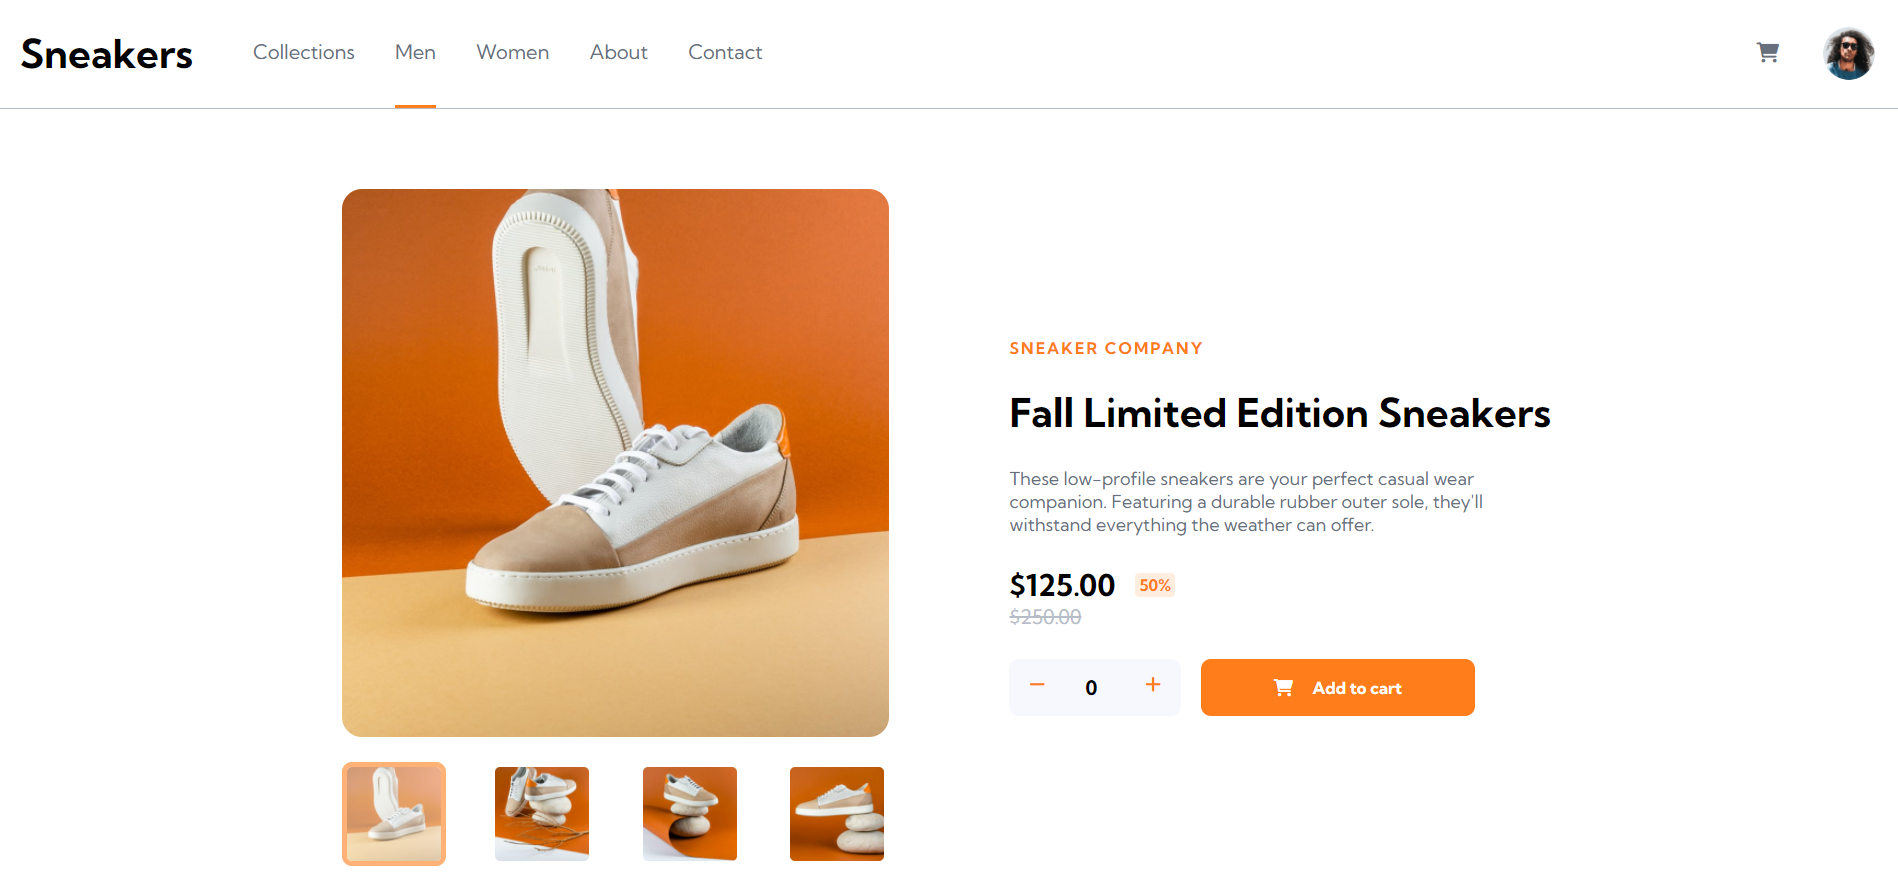 Sneakers
Collections
Men
Women
About
Contact
SNEAKER COMPANY
Fall Limited Edition Sneakers
These low-profile sneakers are your perfect casual wear
companion. Featuring a durable rubber outer sole, they'll
withstand everything the weather can offer.
$125.00 50%
$250.00
− 0 + Add to cart